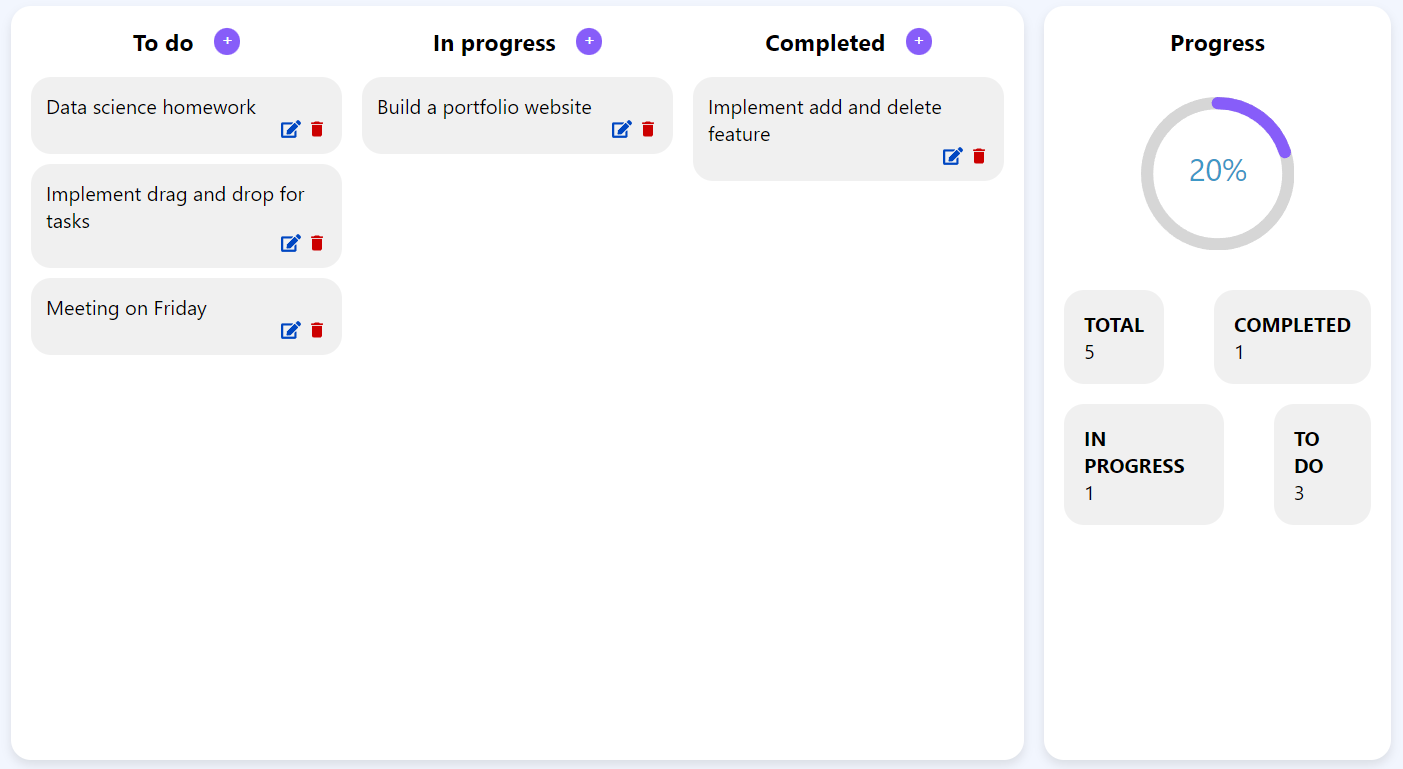 To do +
Data science homework
Implement drag and drop for
tasks
Meeting on Friday
In progress +
Build a portfolio website
Completed +
Implement add and delete
feature
Progress
20%
TOTAL
5
COMPLETED
1
IN
PROGRESS
1
TO
DO
3